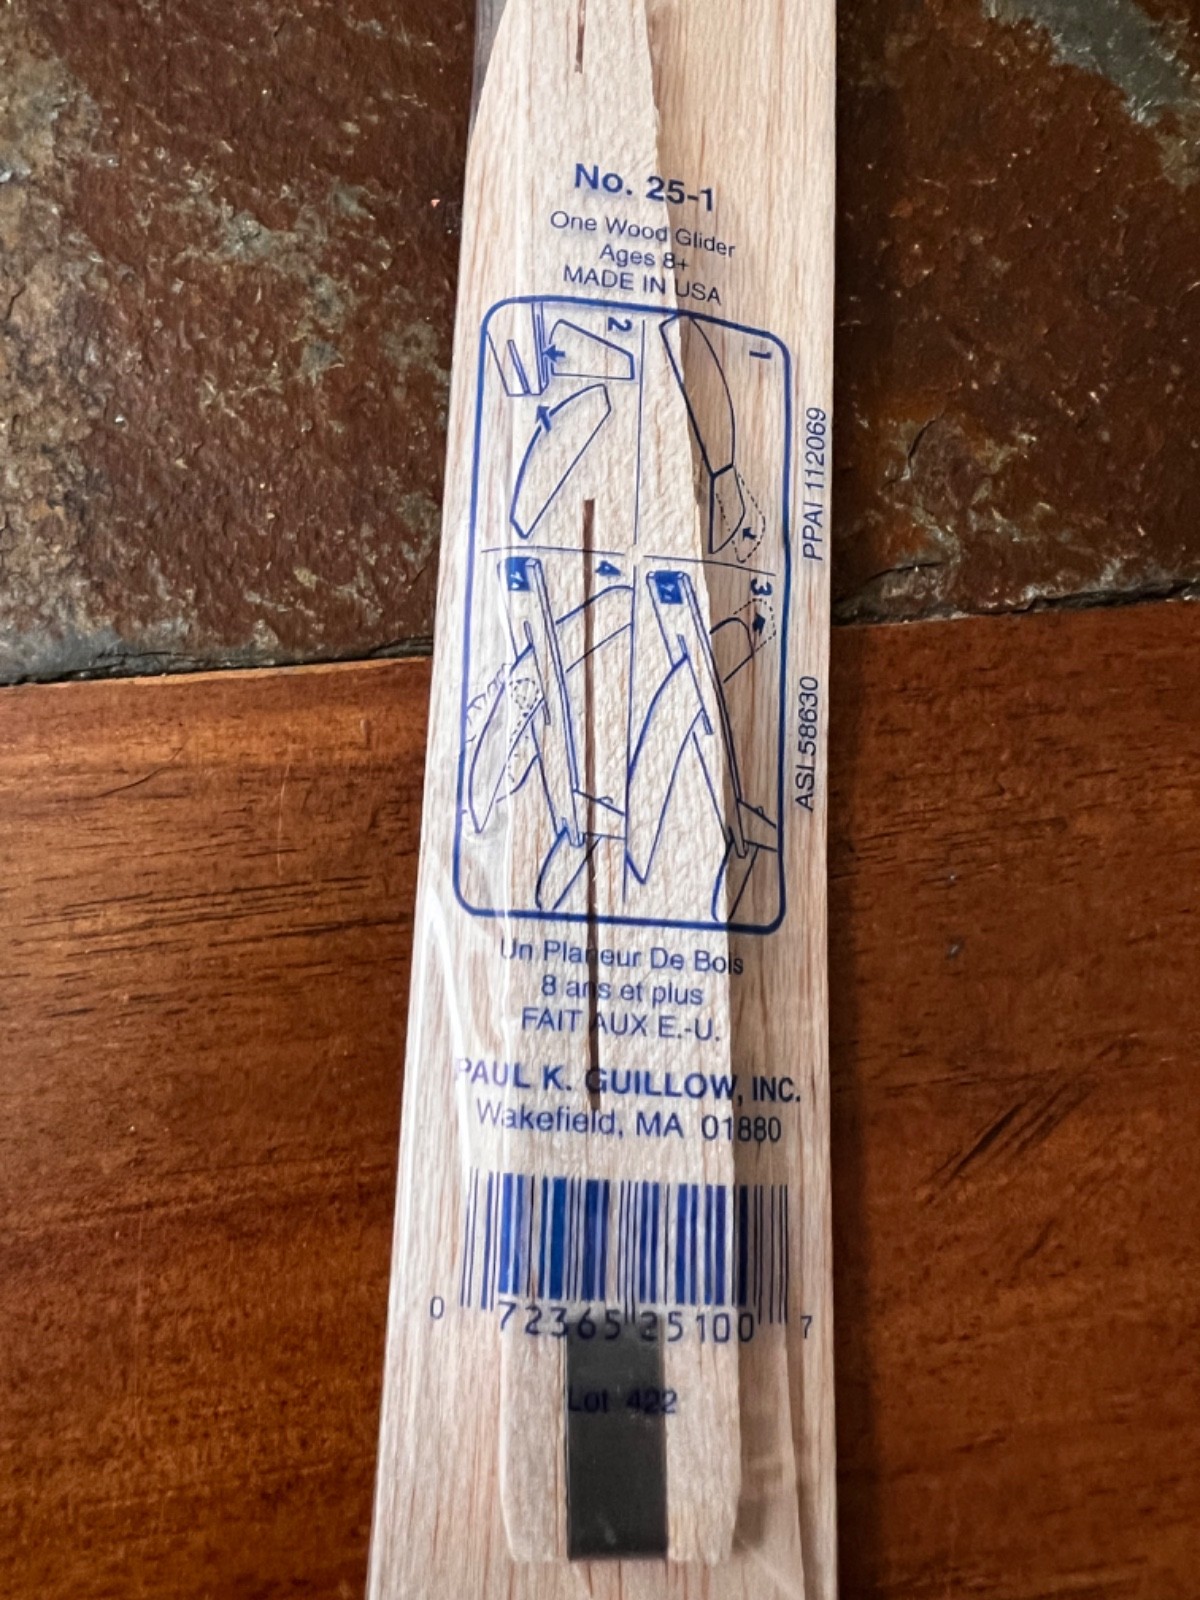 No. 25-1
One Wood Glider
Ages 8+
MADE IN USA
1
2
3
4
PPAI 112069
ASI 58630
Un Planeur De Bois
8 ans et plus
FAIT AUX E.-U.
PAUL K. GUILLOW, INC.
Wakefield, MA 01880
0 72365 25100 7
Lot 422